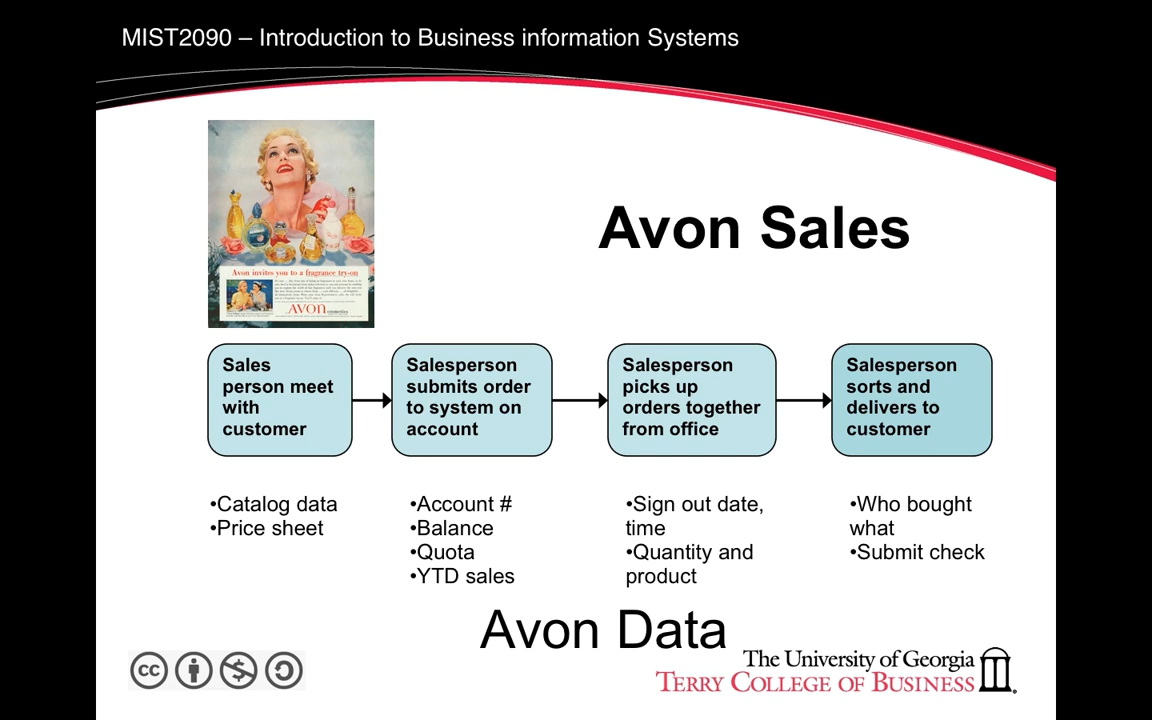 MIST2090 – Introduction to Business information Systems
Avon invites you to a fragrance try-on
AVON cosmetics
Avon Sales
Sales
person meet
with
customer
Salesperson
submits order
to system on
account
Salesperson
picks up
orders together
from office
Salesperson
sorts and
delivers to
customer
•Catalog data
•Price sheet
•Account #
•Balance
•Quota
•YTD sales
•Sign out date,
time
•Quantity and
product
•Who bought
what
•Submit check
Avon Data
cc
The University of Georgia
TERRY COLLEGE OF BUSINESS